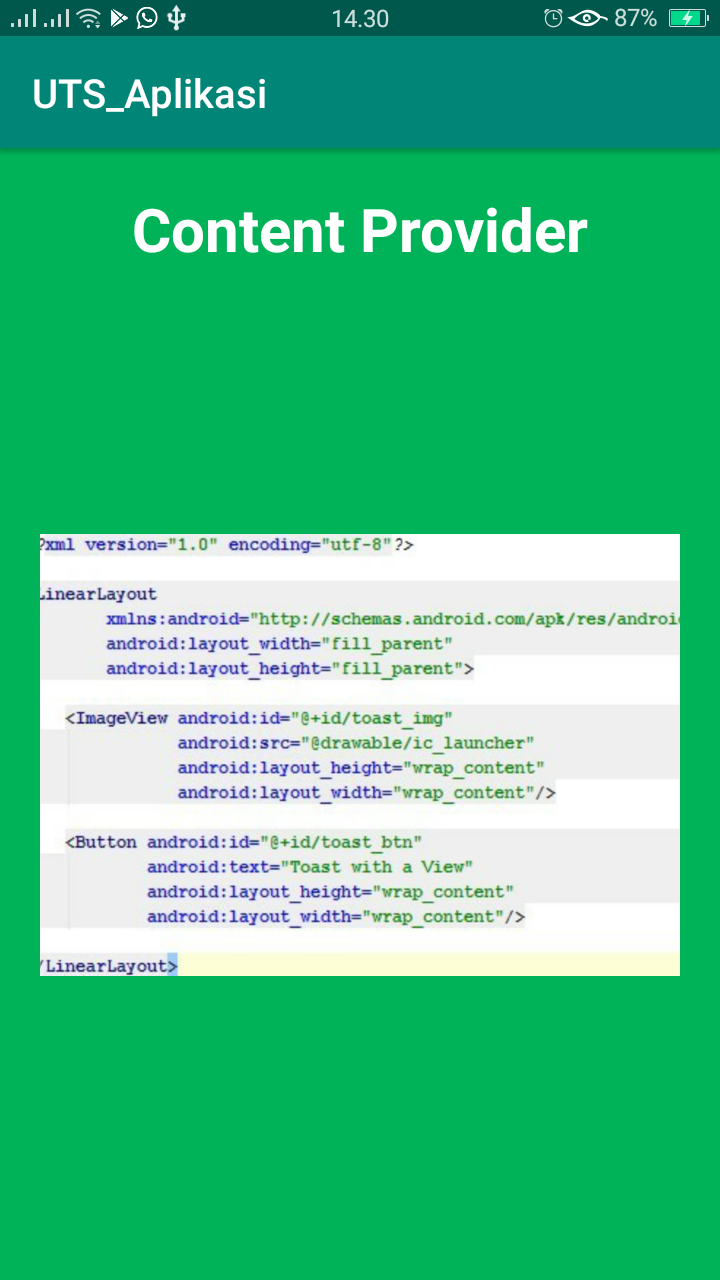 14.30
87%
UTS_Aplikasi
Content Provider
?xml version="1.0" encoding="utf-8"?>
LinearLayout
xmlns:android="http://schemas.android.com/apk/res/androi
android:layout_width="fill_parent"
android:layout_height="fill_parent">
<ImageView android:id="@+id/toast_img"
android:src="@drawable/ic_launcher"
android:layout_height="wrap_content"
android:layout_width="wrap_content"/>
<Button android:id="@+id/toast_btn"
android:text="Toast with a View"
android:layout_height="wrap_content"
android:layout_width="wrap_content"/>
/LinearLayout>